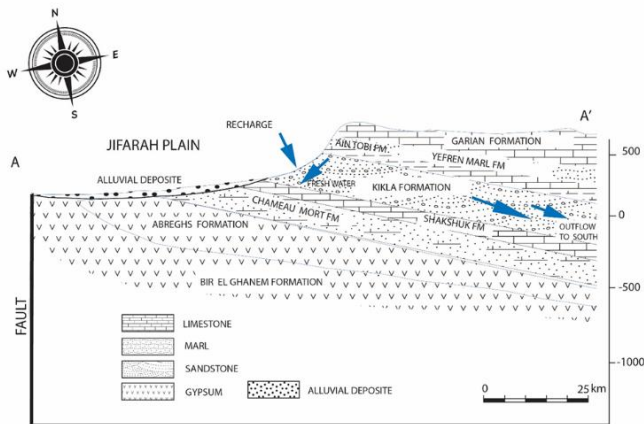 N
W
E
S
A
A'
JIFARAH PLAIN
RECHARGE
GARIAN FORMATION
AIN TOBI FM
YEFREN MARL FM
500
ALLUVIAL DEPOSITE
FRESH WATER
KIKLA FORMATION
CHAMEAU MORT FM
SHAKSHUK FM
0
OUTFLOW
TO SOUTH
ABREGHS FORMATION
BIR EL GHANEM FORMATION
-500
FAULT
LIMESTONE
MARL
SANDSTONE
GYPSUM
ALLUVIAL DEPOSITE
-1000
0
25
km